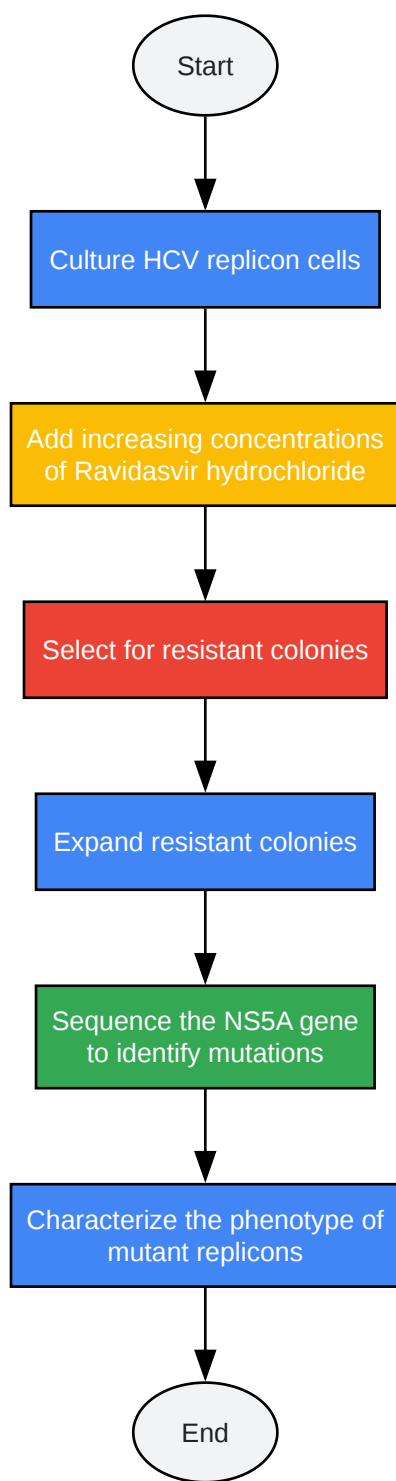 Start
Culture HCV replicon cells
Add increasing concentrations
of Ravidasvir hydrochloride
Select for resistant colonies
Expand resistant colonies
Sequence the NS5A gene
to identify mutations
Characterize the phenotype of
mutant replicons
End